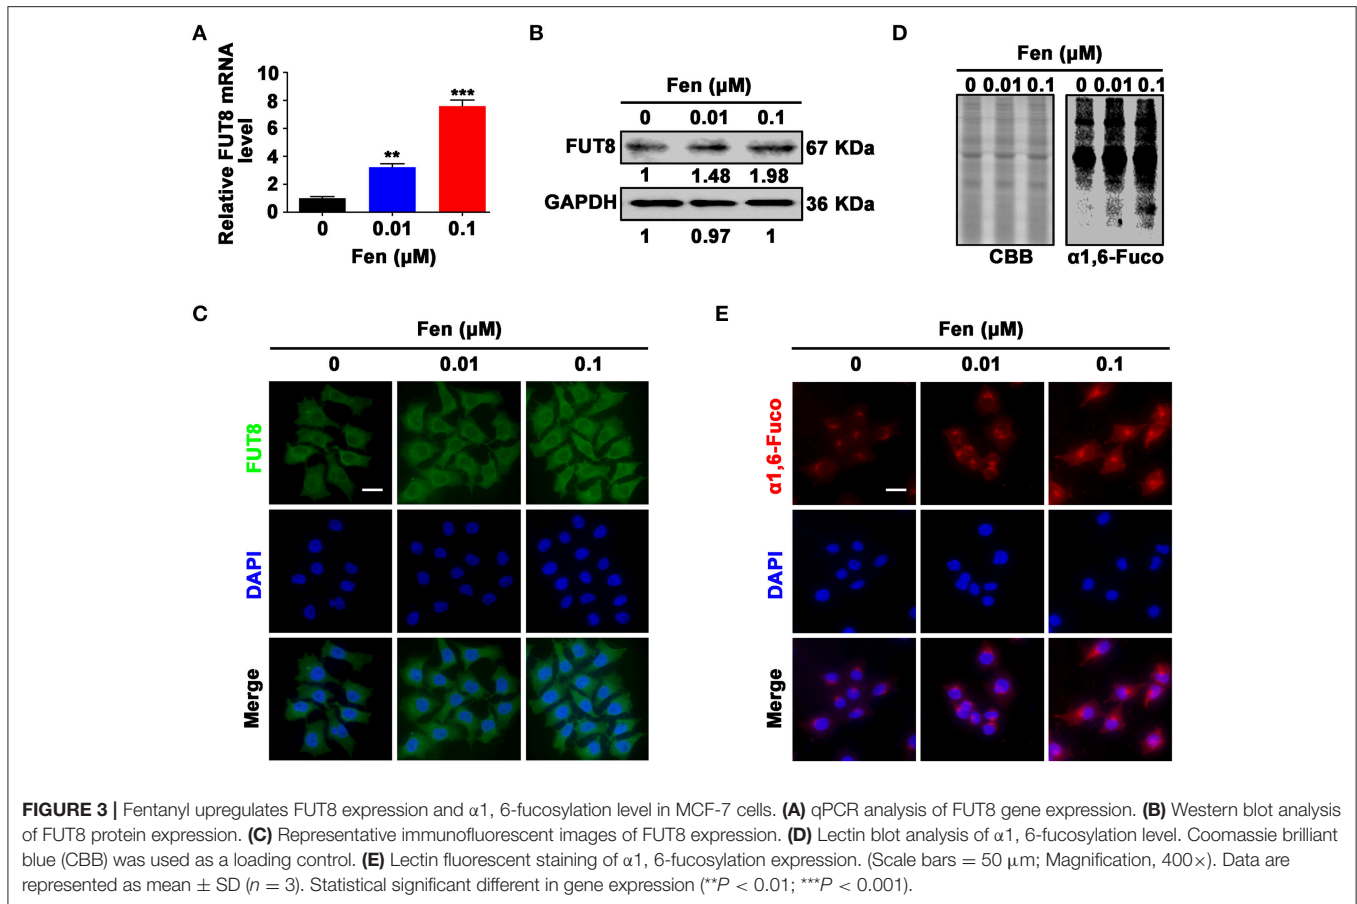 A
Relative FUT8 mRNA
level
10
8
6
4
2
0
**
***
0 0.01 0.1
Fen (µM)
B
Fen (µM)
0 0.01 0.1
FUT8 67 KDa
1 1.48 1.98
GAPDH 36 KDa
1 0.97 1
D
Fen (µM)
0 0.01 0.1 0 0.01 0.1
CBB α1,6-Fuco
C
Fen (µM)
0 0.01 0.1
FUT8
DAPI
Merge
E
Fen (µM)
0 0.01 0.1
α1,6-Fuco
DAPI
Merge
FIGURE 3 | Fentanyl upregulates FUT8 expression and α1, 6-fucosylation level in MCF-7 cells. (A) qPCR analysis of FUT8 gene expression. (B) Western blot analysis
of FUT8 protein expression. (C) Representative immunofluorescent images of FUT8 expression. (D) Lectin blot analysis of α1, 6-fucosylation level. Coomassie brilliant
blue (CBB) was used as a loading control. (E) Lectin fluorescent staining of α1, 6-fucosylation expression. (Scale bars = 50 μm; Magnification, 400×). Data are
represented as mean ± SD (n = 3). Statistical significant different in gene expression (**P < 0.01; ***P < 0.001).